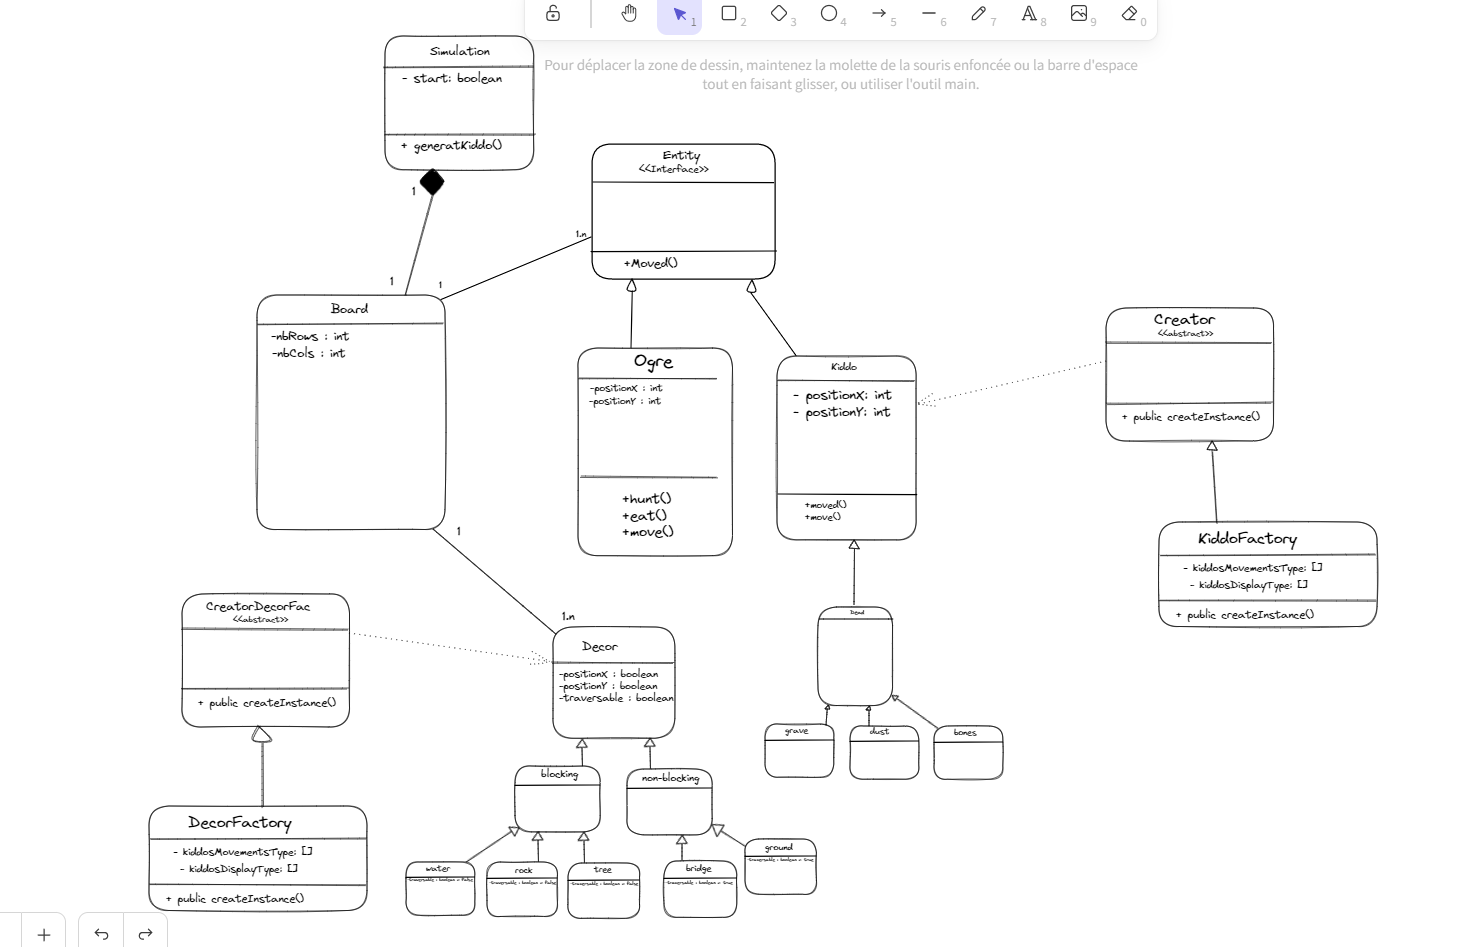 1
2
3
4
5
6
7
8
9
0
Pour déplacer la zone de dessin, maintenez la molette de la souris enfoncée ou la barre d'espace
tout en faisant glisser, ou utiliser l'outil main.
Simulation
- start: boolean
+ generatKiddo()
1
1
Entity
<<Interface>>
+Moved()
1.n
1
Board
-nbRows : int
-nbCols : int
1
Ogre
-positionX : int
-positionY : int
+hunt()
+eat()
+move()
Kiddo
- positionX: int
- positionY: int
+moved()
+move()
Creator
<<abstract>>
+ public createInstance()
KiddoFactory
- kiddosMovementsType: []
- kiddosDisplayType: []
+ public createInstance()
Dead
grave
dust
bones
CreatorDecorFac
<<abstract>>
+ public createInstance()
1.n
Decor
-positionX : boolean
-positionY : boolean
-traversable : boolean
DecorFactory
- kiddosMovementsType: []
- kiddosDisplayType: []
+ public createInstance()
blocking
non-blocking
water
-traversable : boolean = false
rock
-traversable : boolean = false
tree
-traversable : boolean = false
bridge
-traversable : boolean = true
ground
-traversable : boolean = true